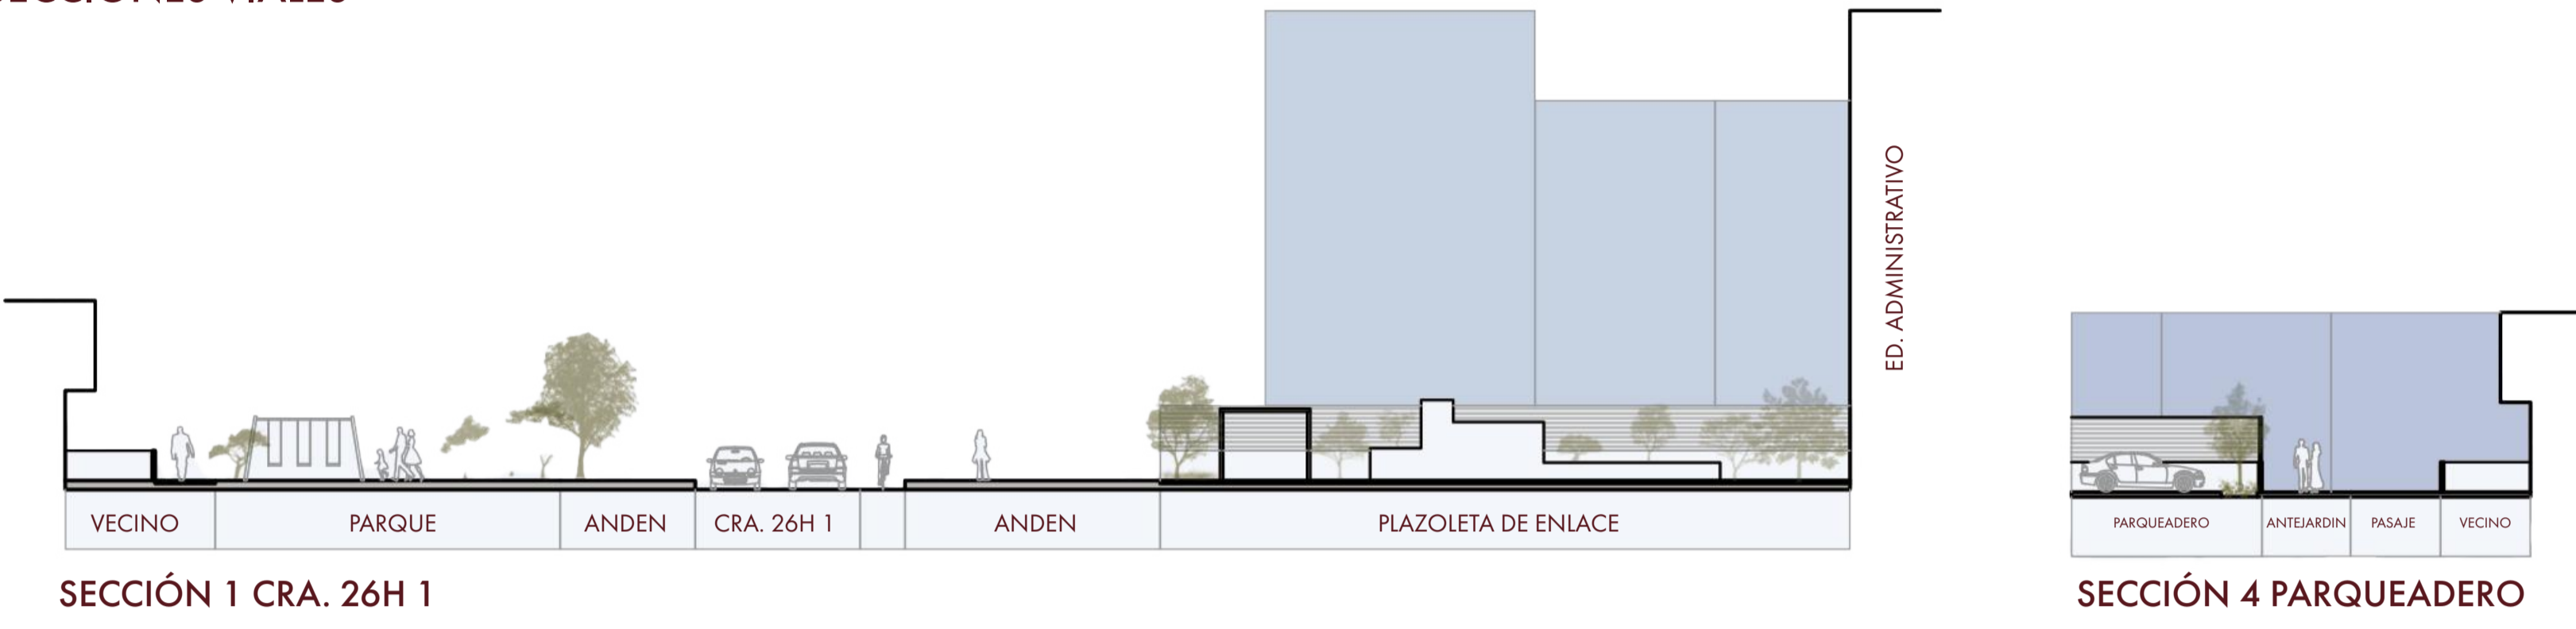 VECINO
PARQUE
ANDEN
CRA. 26H 1
ANDEN
PLAZOLETA DE ENLACE
ED. ADMINISTRATIVO
SECCIÓN 1 CRA. 26H 1
PARQUEADERO
ANTEJARDIN
PASAJE
VECINO
SECCIÓN 4 PARQUEADERO